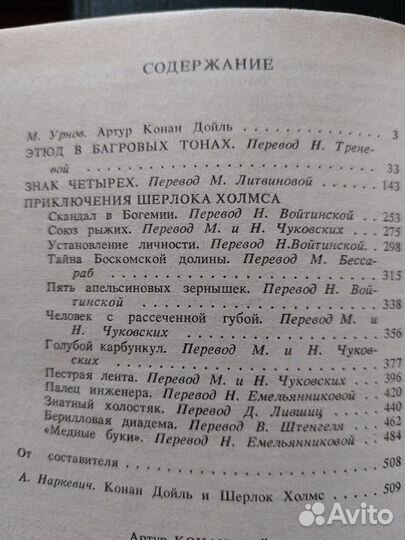 СОДЕРЖАНИЕ
М. Урнов. Артур Конан Дойль . . . . . . . . . . . . 3
ЭТЮД В БАГРОВЫХ ТОНАХ. Перевод Н. Трене-
вой . . . . . . . . . . . . . . . . . . 33
ЗНАК ЧЕТЫРЕХ. Перевод М. Литвиновой . . . . 143
ПРИКЛЮЧЕНИЯ ШЕРЛОКА ХОЛМСА
Скандал в Богемии. Перевод Н. Войтинской . . 253
Союз рыжих. Перевод М. и Н. Чуковских . . . 275
Установление личности. Перевод Н.Войтинской. 298
Тайна Боскомской долины. Перевод М. Бесса-
раб . . . . . . . . . . . . . . . . . 315
Пять апельсиновых зернышек. Перевод Н. Вой-
тинской . . . . . . . . . . . . . . . 338
Человек с рассеченной губой. Перевод М. и
Н. Чуковских . . . . . . . . . . . . 356
Голубой карбункул. Перевод М. и Н. Чуков-
ских . . . . . . . . . . . . . . . . 377
Пестрая лента. Перевод М. и Н. Чуковских . . 396
Палец инженера. Перевод Н. Емельянниковой . 420
Знатный холостяк. Перевод Д. Лившиц . . . 440
Берилловая диадема. Перевод В. Штенгеля . . 462
«Медные буки». Перевод Н. Емельянниковой . . 484
От составителя . . . . . . . . . . . . . . 508
А. Наркевич. Конан Дойль и Шерлок Холмс . . . 509
Артур
Avito